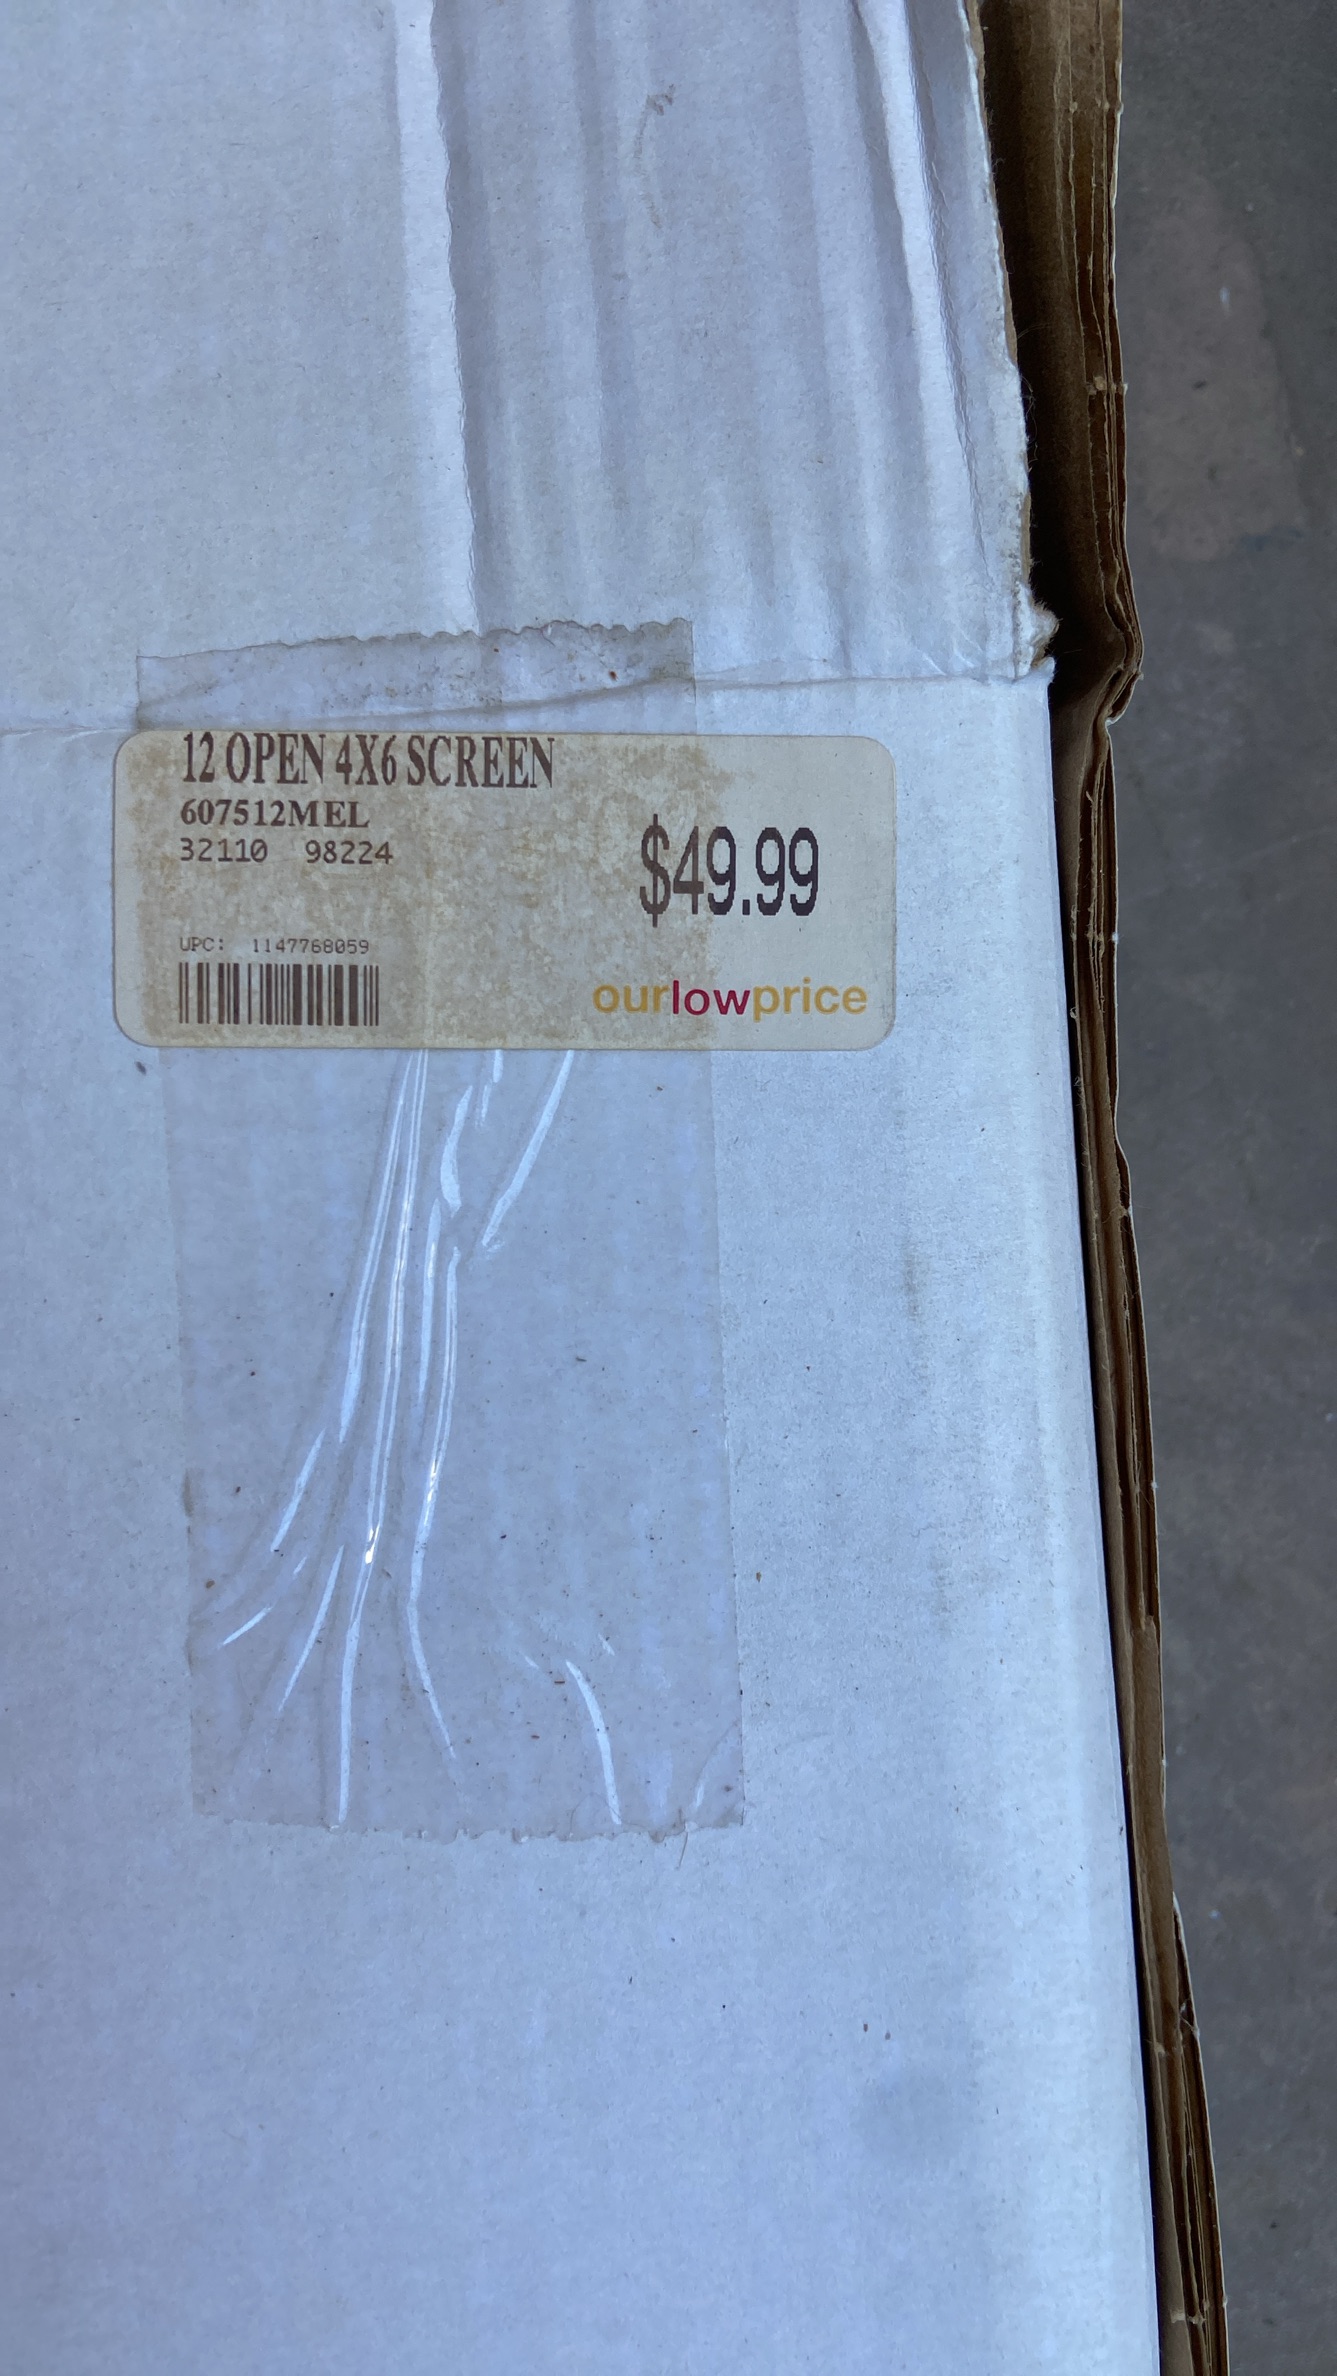 12 OPEN 4X6 SCREEN
607512MEL
32110 98224
$49.99
UPC: 1147768059
ourlowprice